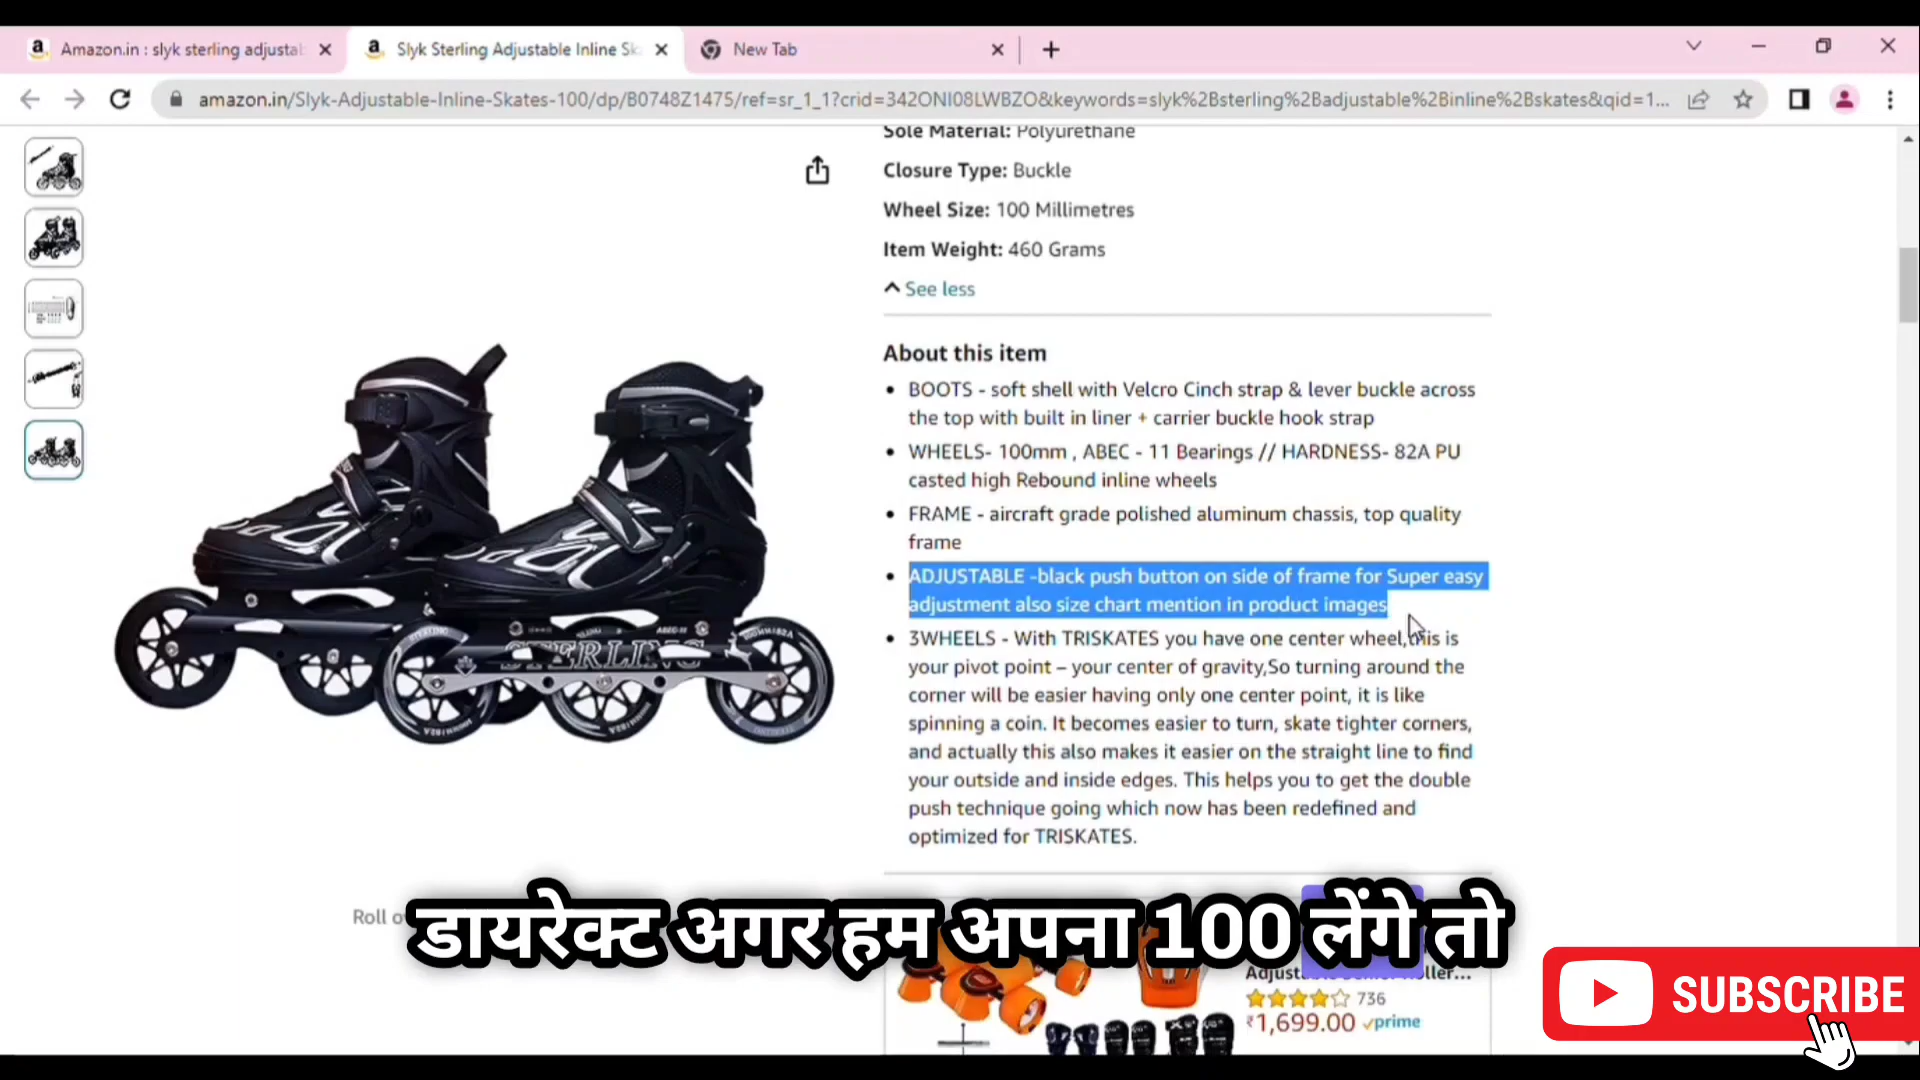 Amazon.in : slyk sterling adjustab
Slyk Sterling Adjustable Inline Sk
New Tab
amazon.in/Slyk-Adjustable-Inline-Skates-100/dp/B0748Z1475/ref=sr_1_1?crid=342ONI08LWBZO&keywords=slyk%2Bsterling%2Badjustable%2Binline%2Bskates&qid=1...
Sole Material: Polyurethane
Closure Type: Buckle
Wheel Size: 100 Millimetres
Item Weight: 460 Grams
See less
About this item
• BOOTS - soft shell with Velcro Cinch strap & lever buckle across
the top with built in liner + carrier buckle hook strap
• WHEELS- 100mm , ABEC - 11 Bearings // HARDNESS- 82A PU
casted high Rebound inline wheels
• FRAME - aircraft grade polished aluminum chassis, top quality
frame
• ADJUSTABLE -black push button on side of frame for Super easy
adjustment also size chart mention in product images
• 3WHEELS - With TRISKATES you have one center wheel,this is
your pivot point – your center of gravity,So turning around the
corner will be easier having only one center point, it is like
spinning a coin. It becomes easier to turn, skate tighter corners,
and actually this also makes it easier on the straight line to find
your outside and inside edges. This helps you to get the double
push technique going which now has been redefined and
optimized for TRISKATES.
STERLING
Roll
डायरेक्ट अगर हम अपना 100 लेंगे तो
736
₹1,699.00 prime
SUBSCRIBE